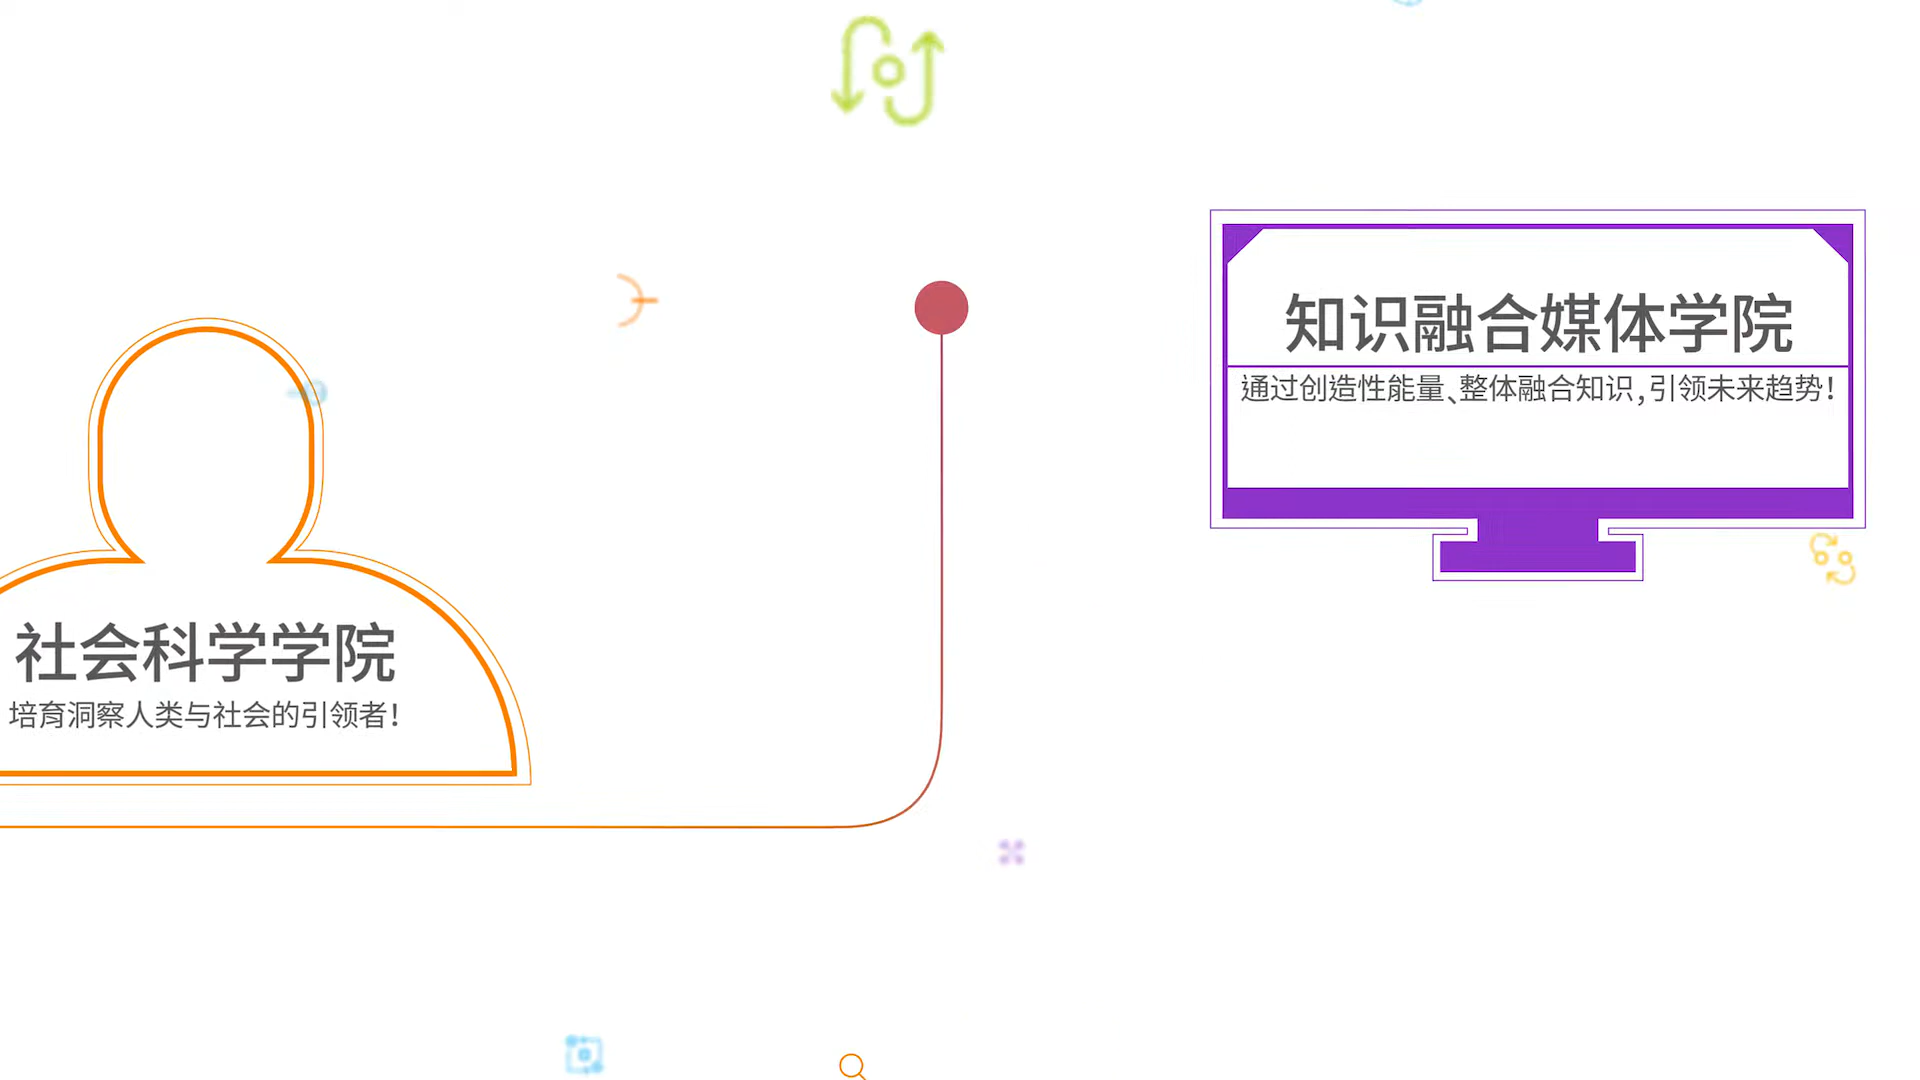 知识融合媒体学院
通过创造性能量、整体融合知识,引领未来趋势!
社会科学学院
培育洞察人类与社会的引领者!